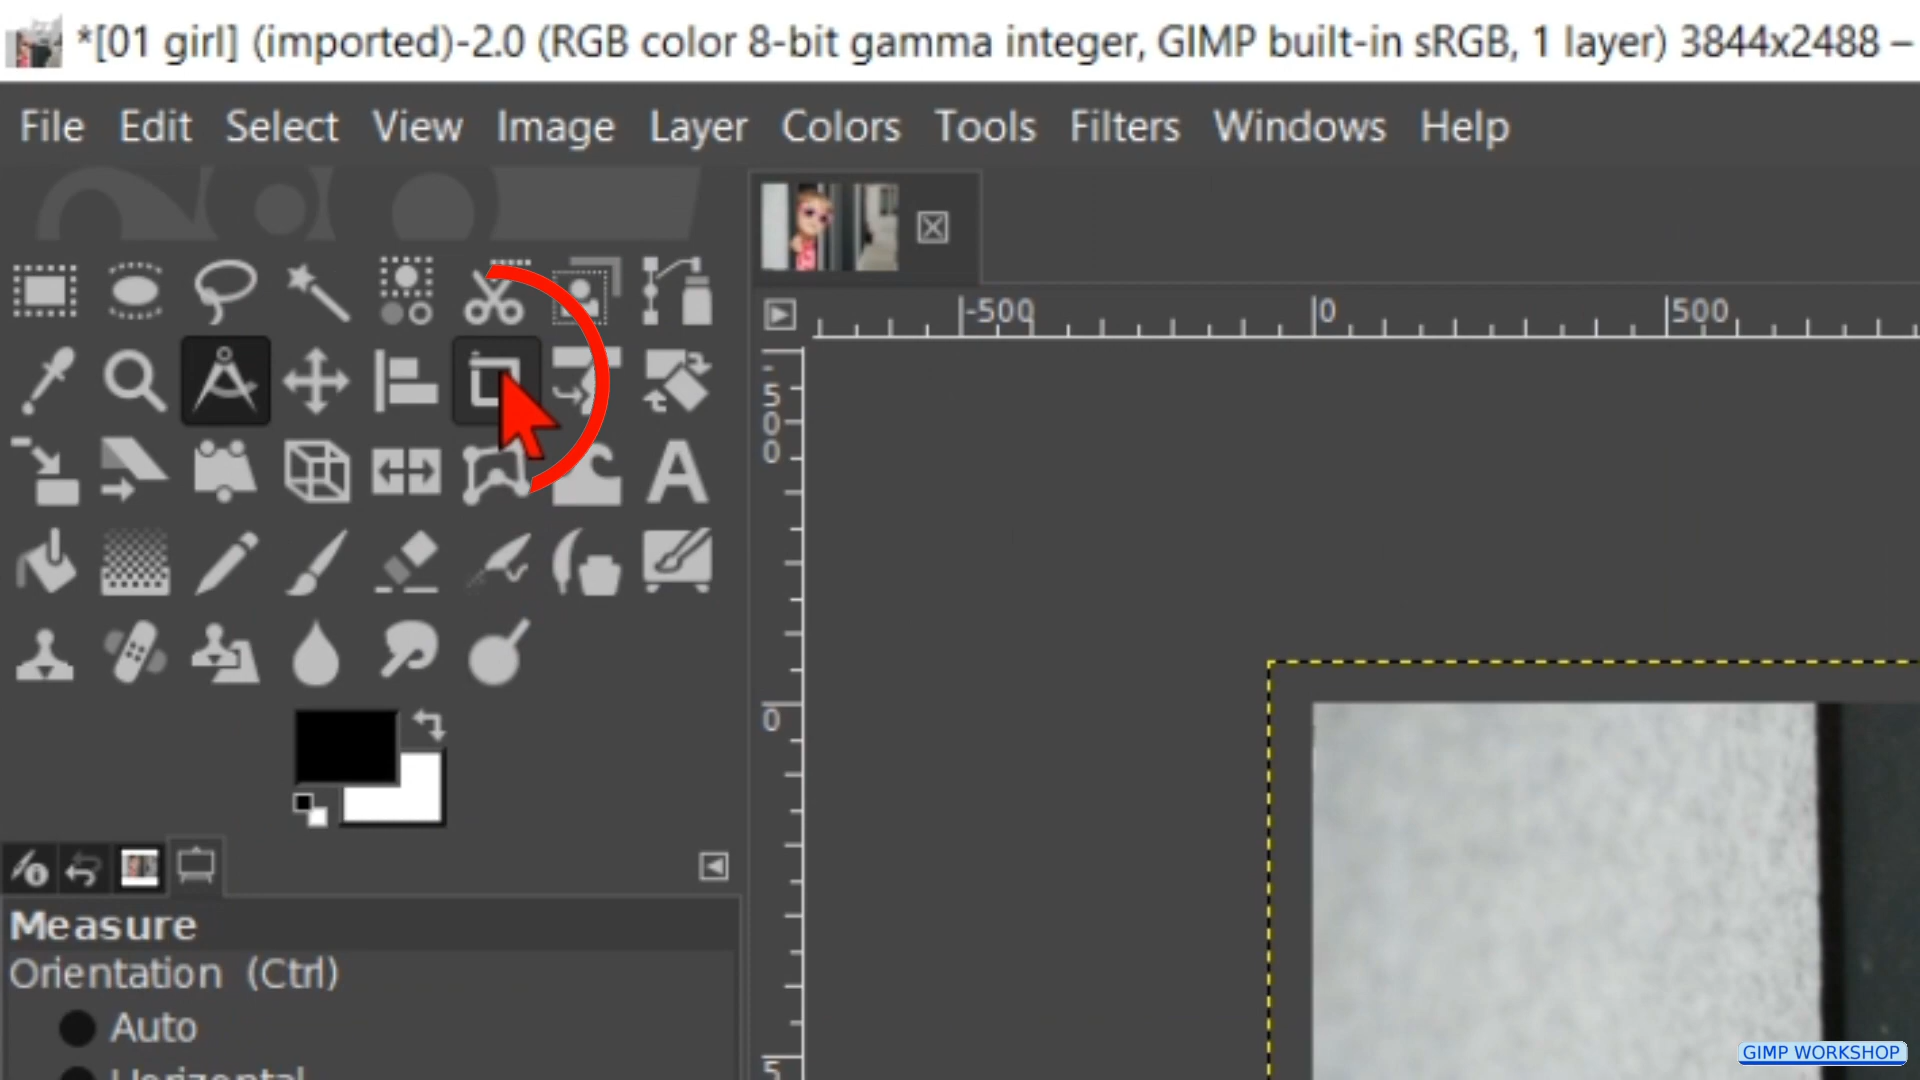 *[01 girl] (imported)-2.0 (RGB color 8-bit gamma integer, GIMP built-in sRGB, 1 layer) 3844x2488 –
File Edit Select View Image Layer Colors Tools Filters Windows Help
-500 0 500
500
0
5
Measure
Orientation (Ctrl)
Auto
Horizontal
GIMP WORKSHOP